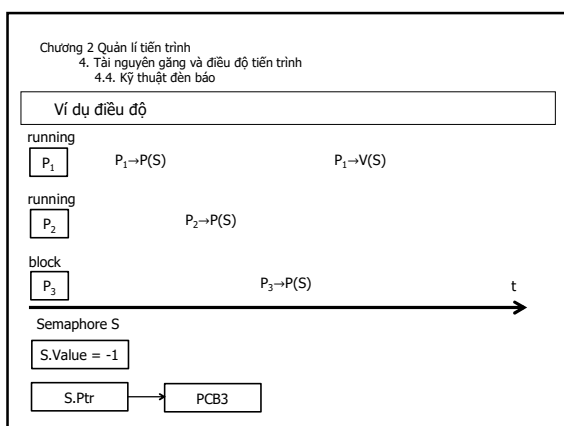 Chương 2 Quản lí tiến trình
4. Tài nguyên găng và điều độ tiến trình
4.4. Kỹ thuật đèn báo
Ví dụ điều độ
running
P₁ P₁→P(S) P₁→V(S)
running
P₂ P₂→P(S)
block
P₃ P₃→P(S) t
Semaphore S
S.Value = -1
S.Ptr PCB3